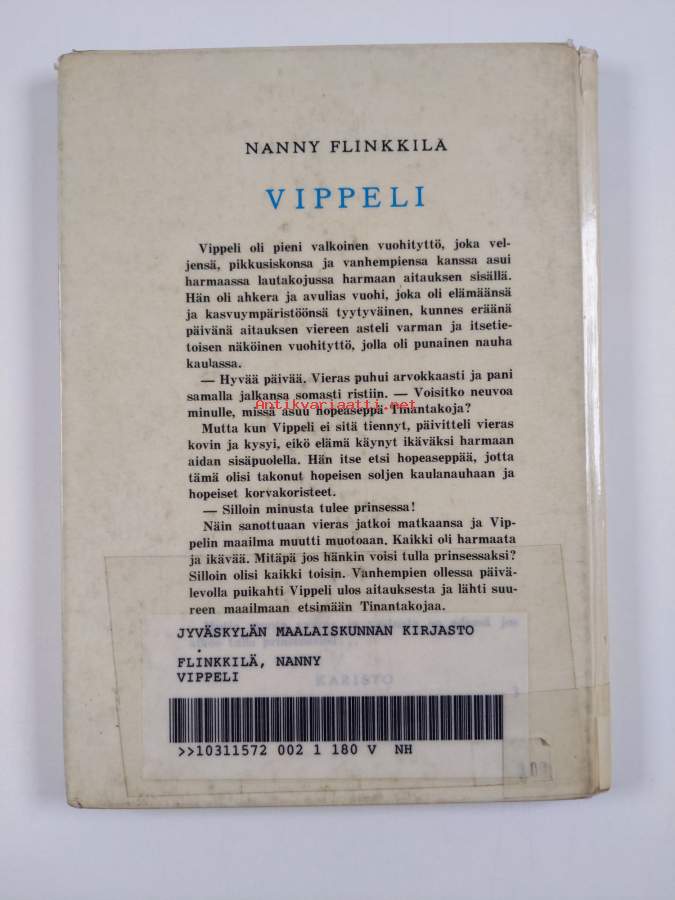 NANNY FLINKKILÄ
VIPPELI
Vippeli oli pieni valkoinen vuohityttö, joka vel-
jensä, pikkusiskonsa ja vanhempiensa kanssa asui
harmaassa lautakojussa harmaan aitauksen sisällä.
Hän oli ahkera ja avulias vuohi, joka oli elämäänsä
ja kasvuympäristöönsä tyytyväinen, kunnes eräänä
päivänä aitauksen viereen asteli varman ja itsetie-
toisen näköinen vuohityttö, jolla oli punainen nauha
kaulassa.
— Hyvää päivää. Vieras puhui arvokkaasti ja pani
samalla jalkansa somasti ristiin. — Voisitko neuvoa
minulle, missä asuu hopeaseppä Tinantakoja?
Antikvariaatti.net
Mutta kun Vippeli ei sitä tiennyt, päivitteli vieras
kovin ja kysyi, eikö elämä käynyt ikäväksi harmaan
aidan sisäpuolella. Hän itse etsi hopeaseppää, jotta
tämä olisi takonut hopeisen soljen kaulanauhaan ja
hopeiset korvakoristeet.
— Silloin minusta tulee prinsessa!
Näin sanottuaan vieras jatkoi matkaansa ja Vip-
pelin maailma muutti muotoaan. Kaikki oli harmaata
ja ikävää. Mitäpä jos hänkin voisi tulla prinsessaksi?
Silloin olisi kaikki toisin. Vanhempien ollessa päivä-
levolla puikahti Vippeli ulos aitauksesta ja lähti suu-
reen maailmaan etsimään Tinantakojaa.
JYVÄSKYLÄN MAALAISKUNNAN KIRJASTO
FLINKKILÄ, NANNY
VIPPELI
KARISTO
>>10311572 002 1 180 V NH